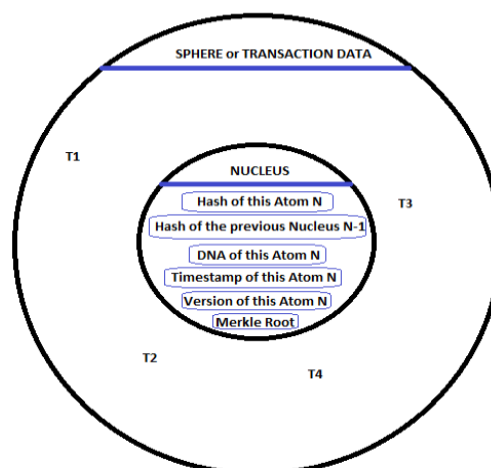 SPHERE or TRANSACTION DATA
T1
NUCLEUS
Hash of this Atom N
T3
Hash of the previous Nucleus N-1
DNA of this Atom N
Timestamp of this Atom N
Version of this Atom N
Merkle Root
T2
T4